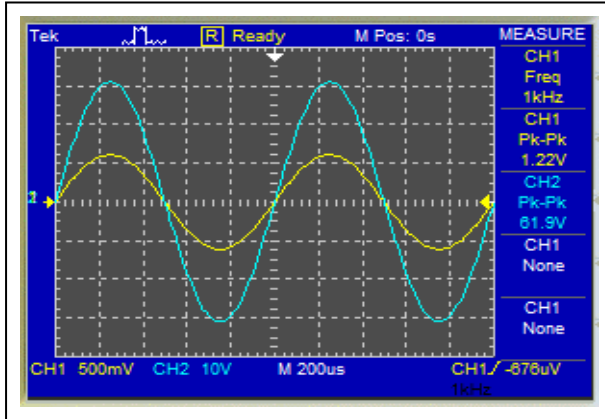 Tek R Ready M Pos: 0s MEASURE
CH1
Freq
1kHz
CH1
Pk-Pk
1.22V
CH2
Pk-Pk
61.9V
CH1
None
CH1
None
2
CH1 500mV CH2 10V M 200us CH1 -676uV
1kHz